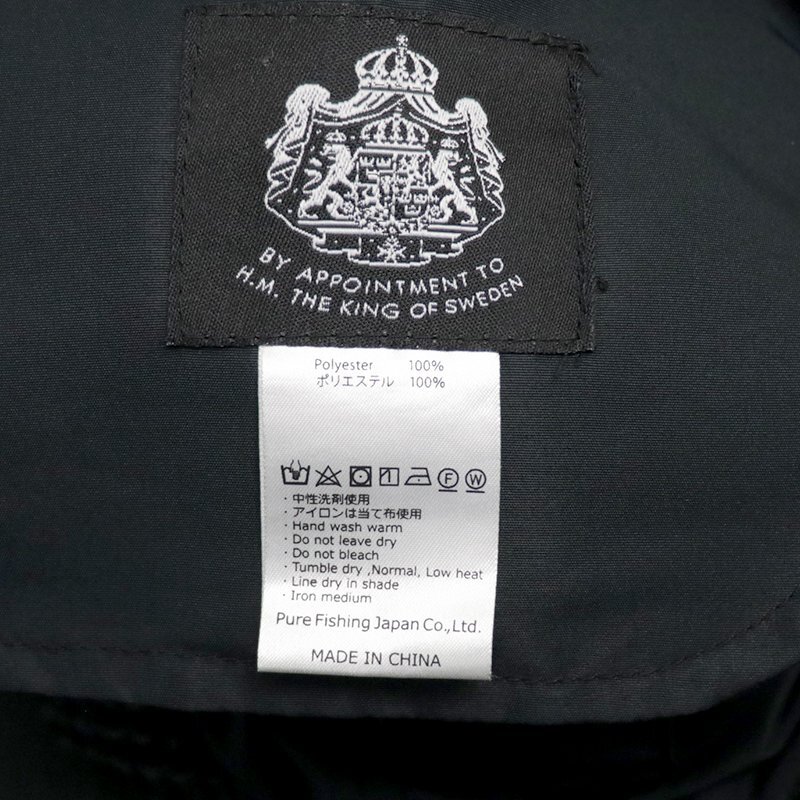 BY APPOINTMENT TO
H.M. THE KING OF SWEDEN
Polyester 100%
ポリエステル 100%
F W
・中性洗剤使用
・アイロンは当て布使用
・Hand wash warm
・Do not leave dry
・Do not bleach
・Tumble dry ,Normal, Low heat
・Line dry in shade
・Iron medium
Pure Fishing Japan Co.,Ltd.
MADE IN CHINA